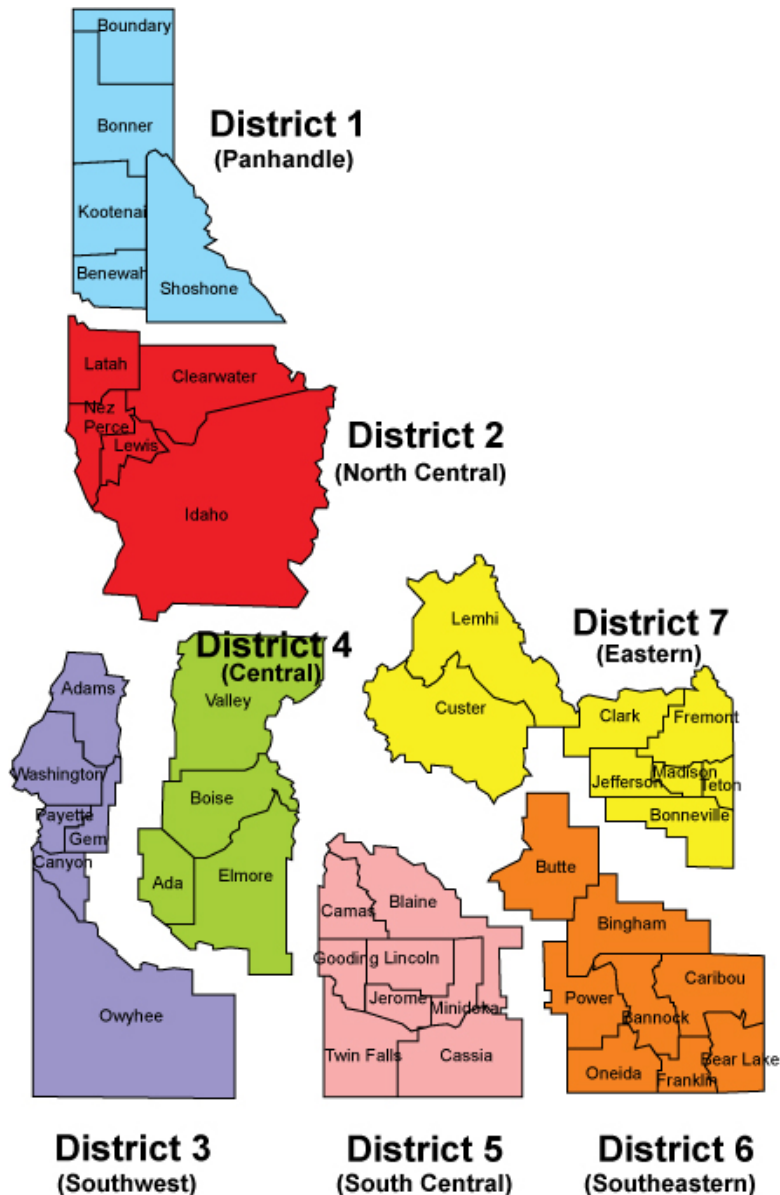 Boundary
Bonner
District 1
(Panhandle)
Kootenai
Benewah
Shoshone
Latah
Clearwater
Nez
Perce
Lewis
District 2
(North Central)
Idaho
Lemhi
District 7
(Eastern)
Custer
Clark
Fremont
Jefferson
Madison
Teton
Bonneville
District 4
(Central)
Valley
Boise
Ada
Elmore
Adams
Washington
Payette
Gem
Canyon
Owyhee
District 3
(Southwest)
Camas
Blaine
Gooding
Lincoln
Jerome
Minidoka
Twin Falls
Cassia
District 5
(South Central)
Butte
Bingham
Power
Caribou
Bannock
Bear Lake
Oneida
Franklin
District 6
(Southeastern)